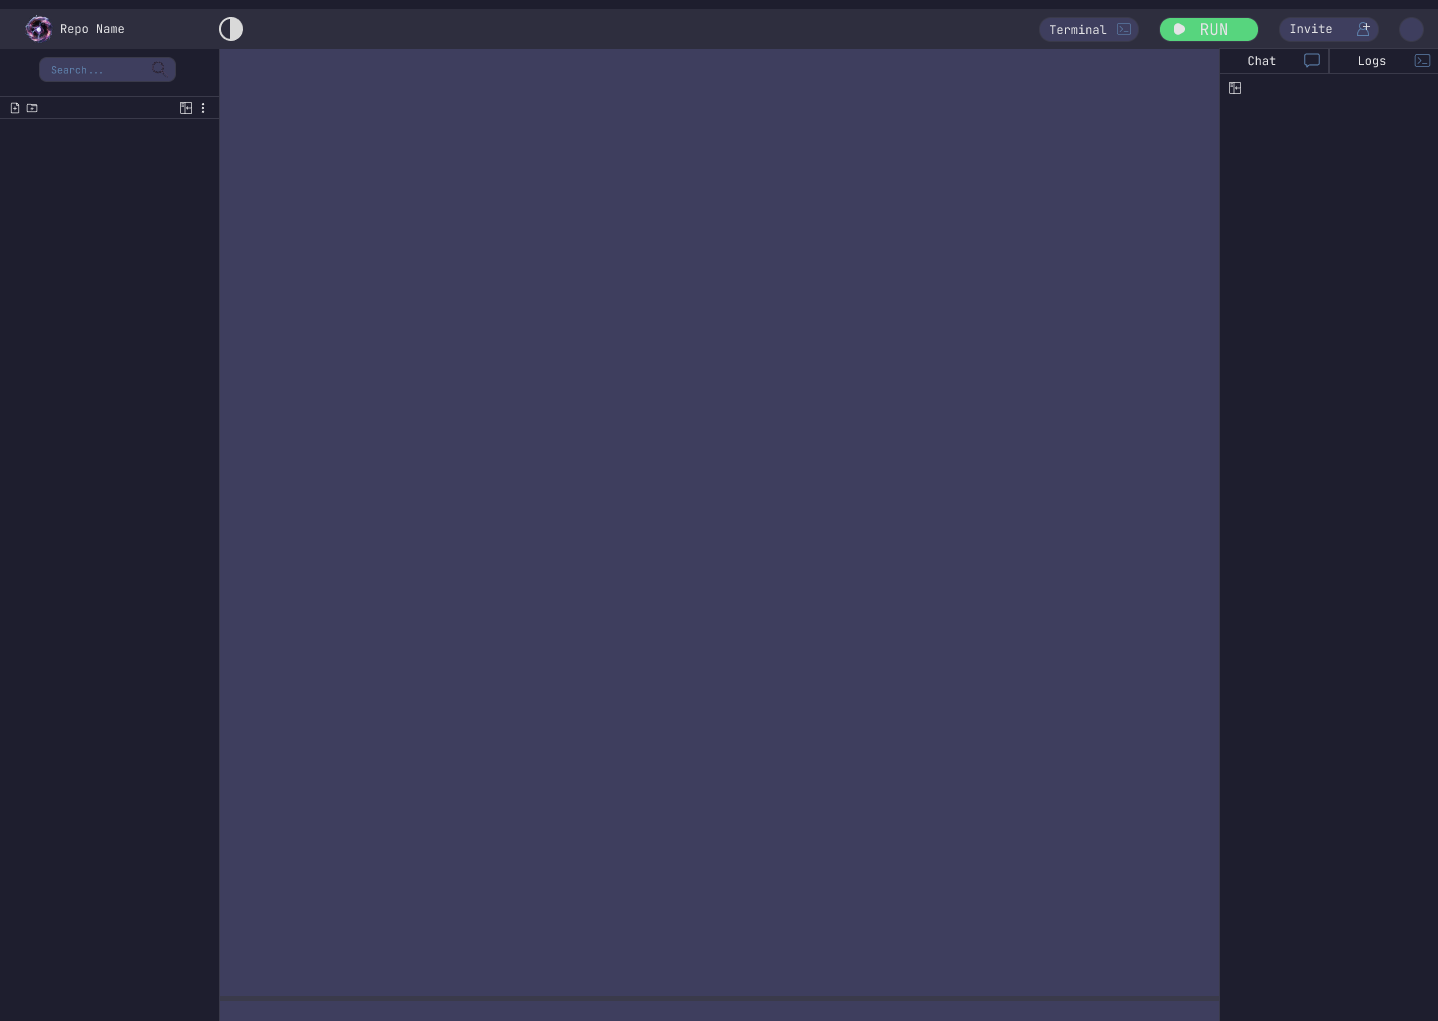 Repo Name
Terminal
RUN
Invite
Search...
Chat
Logs